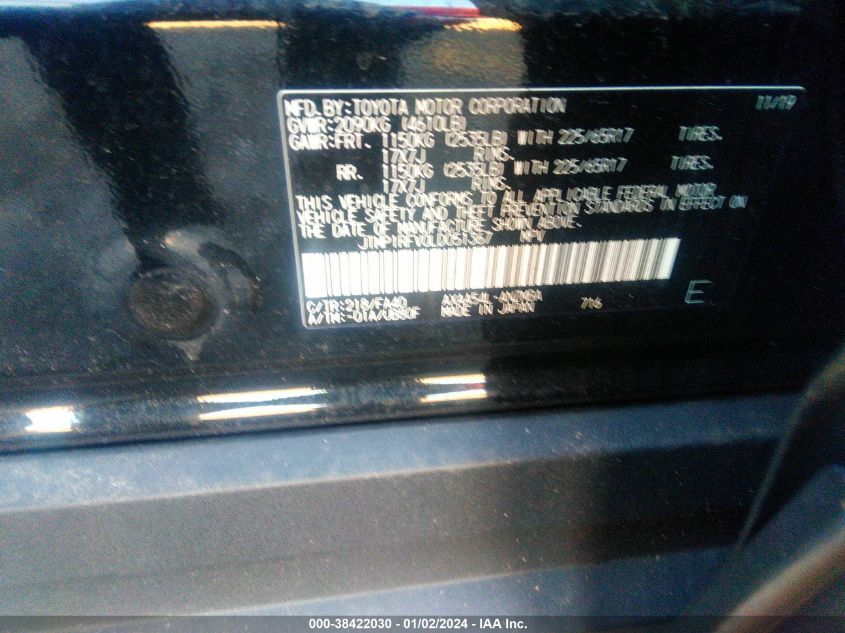 MFD. BY: TOYOTA MOTOR CORPORATION 11/19
GVWR: 2090KG (4610LB)
GAWR: FRT. 1150KG (2535LB) WITH 225/65R17 TIRES.
17X7J RIMS.
RR. 1150KG (2535LB) WITH 225/65R17 TIRES.
17X7J RIMS.
THIS VEHICLE CONFORMS TO ALL APPLICABLE FEDERAL MOTOR
VEHICLE SAFETY AND THEFT PREVENTION STANDARDS IN EFFECT ON
THE DATE OF MANUFACTURE, SHOWN ABOVE.
MPV
C/TR: 218/FA40 716 E
A/TM: -01A/UB80F MADE IN JAPAN
000-38422030 - 01/02/2024 - IAA Inc.